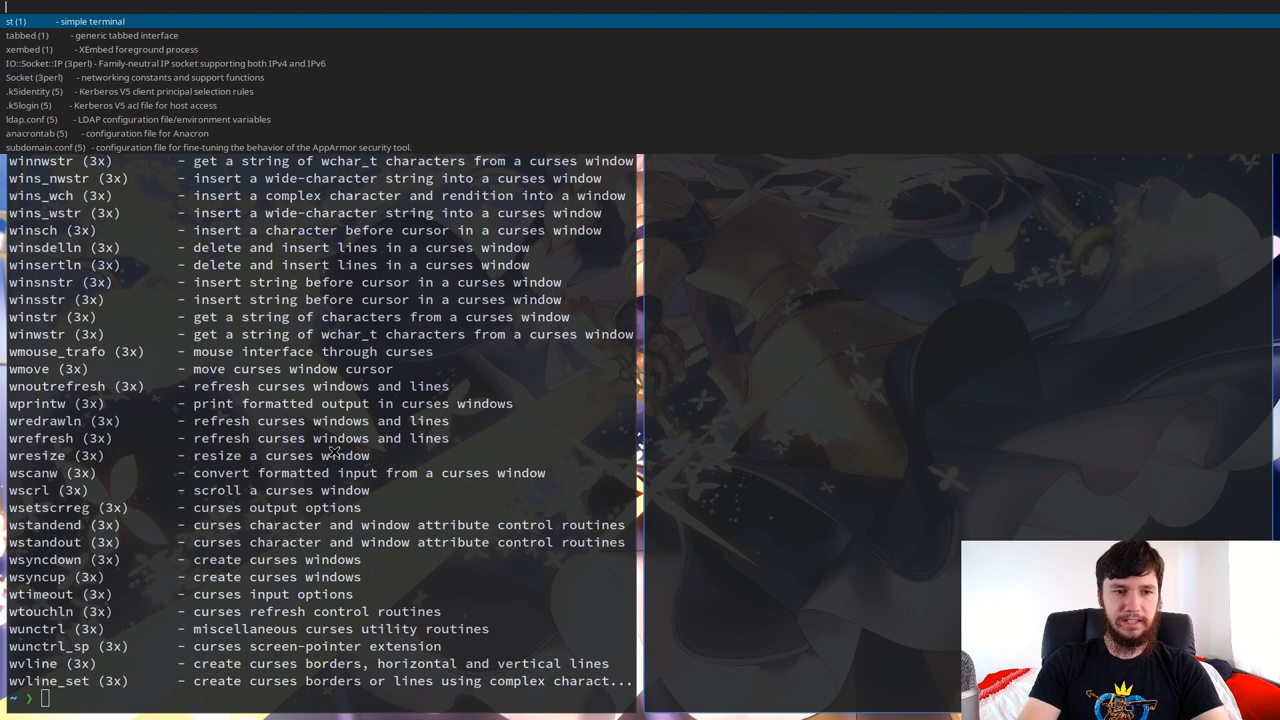 st (1) - simple terminal
tabbed (1) - generic tabbed interface
xembed (1) - XEmbed foreground process
IO::Socket::IP (3perl) - Family-neutral IP socket supporting both IPv4 and IPv6
Socket (3perl) - networking constants and support functions
.k5identity (5) - Kerberos V5 client principal selection rules
.k5login (5) - Kerberos V5 acl file for host access
ldap.conf (5) - LDAP configuration file/environment variables
anacrontab (5) - configuration file for Anacron
subdomain.conf (5) - configuration file for fine-tuning the behavior of the AppArmor security tool.
winnwstr (3x) - get a string of wchar_t characters from a curses window
wins_nwstr (3x) - insert a wide-character string into a curses window
wins_wch (3x) - insert a complex character and rendition into a window
wins_wstr (3x) - insert a wide-character string into a curses window
winsch (3x) - insert a character before cursor in a curses window
winsdelln (3x) - delete and insert lines in a curses window
winsertln (3x) - delete and insert lines in a curses window
winsnstr (3x) - insert string before cursor in a curses window
winsstr (3x) - insert string before cursor in a curses window
winstr (3x) - get a string of characters from a curses window
winwstr (3x) - get a string of wchar_t characters from a curses window
wmouse_trafo (3x) - mouse interface through curses
wmove (3x) - move curses window cursor
wnoutrefresh (3x) - refresh curses windows and lines
wprintw (3x) - print formatted output in curses windows
wredrawln (3x) - refresh curses windows and lines
wrefresh (3x) - refresh curses windows and lines
wresize (3x) - resize a curses window
wscanw (3x) - convert formatted input from a curses window
wscrl (3x) - scroll a curses window
wsetscrreg (3x) - curses output options
wstandend (3x) - curses character and window attribute control routines
wstandout (3x) - curses character and window attribute control routines
wsyncdown (3x) - create curses windows
wsyncup (3x) - create curses windows
wtimeout (3x) - curses input options
wtouchln (3x) - curses refresh control routines
wunctrl (3x) - miscellaneous curses utility routines
wunctrl_sp (3x) - curses screen-pointer extension
wvline (3x) - create curses borders, horizontal and vertical lines
wvline_set (3x) - create curses borders or lines using complex charact...
~ ❯